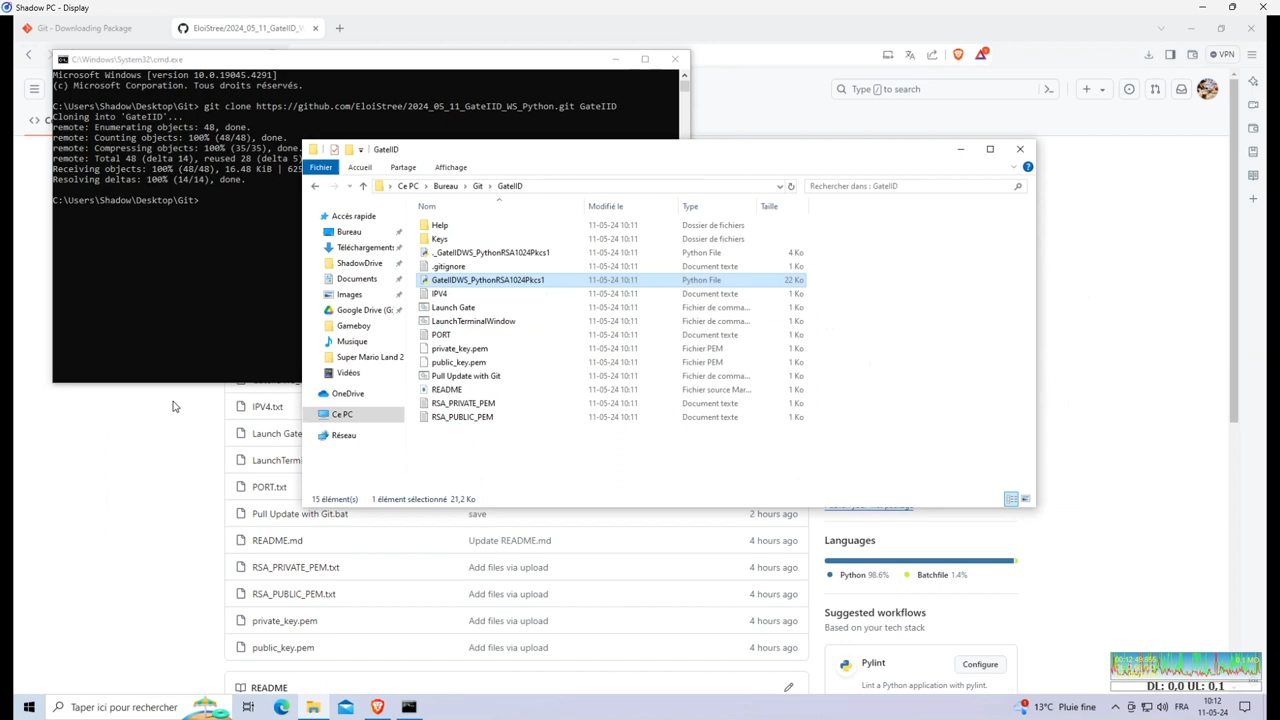 Shadow PC - Display
Git - Downloading Package
EloiStree/2024_05_11_GateIID_W
VPN
Type / to search
C:\Windows\System32\cmd.exe
Microsoft Windows [version 10.0.19045.4291]
(c) Microsoft Corporation. Tous droits réservés.
C:\Users\Shadow\Desktop\Git> git clone https://github.com/EloiStree/2024_05_11_GateIID_WS_Python.git GateIID
Cloning into 'GateIID'...
remote: Enumerating objects: 48, done.
remote: Counting objects: 100% (48/48), done.
remote: Compressing objects: 100% (35/35), done.
remote: Total 48 (delta 14), reused 28 (delta 5)
Receiving objects: 100% (48/48), 16.48 KiB | 625
Resolving deltas: 100% (14/14), done.
C:\Users\Shadow\Desktop\Git>
GateIID
Fichier Accueil Partage Affichage
Ce PC > Bureau > Git > GateIID
Rechercher dans : GateIID
Nom Modifié le Type Taille
Help 11-05-24 10:11 Dossier de fichiers
Keys 11-05-24 10:11 Dossier de fichiers
._GateIIDWS_PythonRSA1024Pkcs1 11-05-24 10:11 Python File 4 Ko
.gitignore 11-05-24 10:11 Document texte 1 Ko
GateIIDWS_PythonRSA1024Pkcs1 11-05-24 10:11 Python File 22 Ko
IPV4 11-05-24 10:11 Document texte 1 Ko
Launch Gate 11-05-24 10:11 Fichier de comma... 1 Ko
LaunchTerminalWindow 11-05-24 10:11 Fichier de comma... 1 Ko
PORT 11-05-24 10:11 Document texte 1 Ko
private_key.pem 11-05-24 10:11 Fichier PEM 1 Ko
public_key.pem 11-05-24 10:11 Fichier PEM 1 Ko
Pull Update with Git 11-05-24 10:11 Fichier de comma... 1 Ko
README 11-05-24 10:11 Fichier source Mar... 1 Ko
RSA_PRIVATE_PEM 11-05-24 10:11 Document texte 1 Ko
RSA_PUBLIC_PEM 11-05-24 10:11 Document texte 1 Ko
Accès rapide
Bureau
Téléchargements
ShadowDrive
Documents
Images
Google Drive (G:
Gameboy
Musique
Super Mario Land 2
Vidéos
OneDrive
Ce PC
Réseau
15 élément(s) 1 élément sélectionné 21,2 Ko
IPV4.txt
Launch Gate
LaunchTerm
PORT.txt
Pull Update with Git.bat save 2 hours ago
README.md Update README.md 4 hours ago
RSA_PRIVATE_PEM.txt Add files via upload 4 hours ago
RSA_PUBLIC_PEM.txt Add files via upload 4 hours ago
private_key.pem Add files via upload 4 hours ago
public_key.pem Add files via upload 4 hours ago
README
Languages
Python 98.6% Batchfile 1.4%
Suggested workflows
Based on your tech stack
Pylint
Configure
Lint a Python application with pylint.
DL: 0,0 UL: 0,1
Taper ici pour rechercher
13°C Pluie fine
FRA
10:12
11-05-24